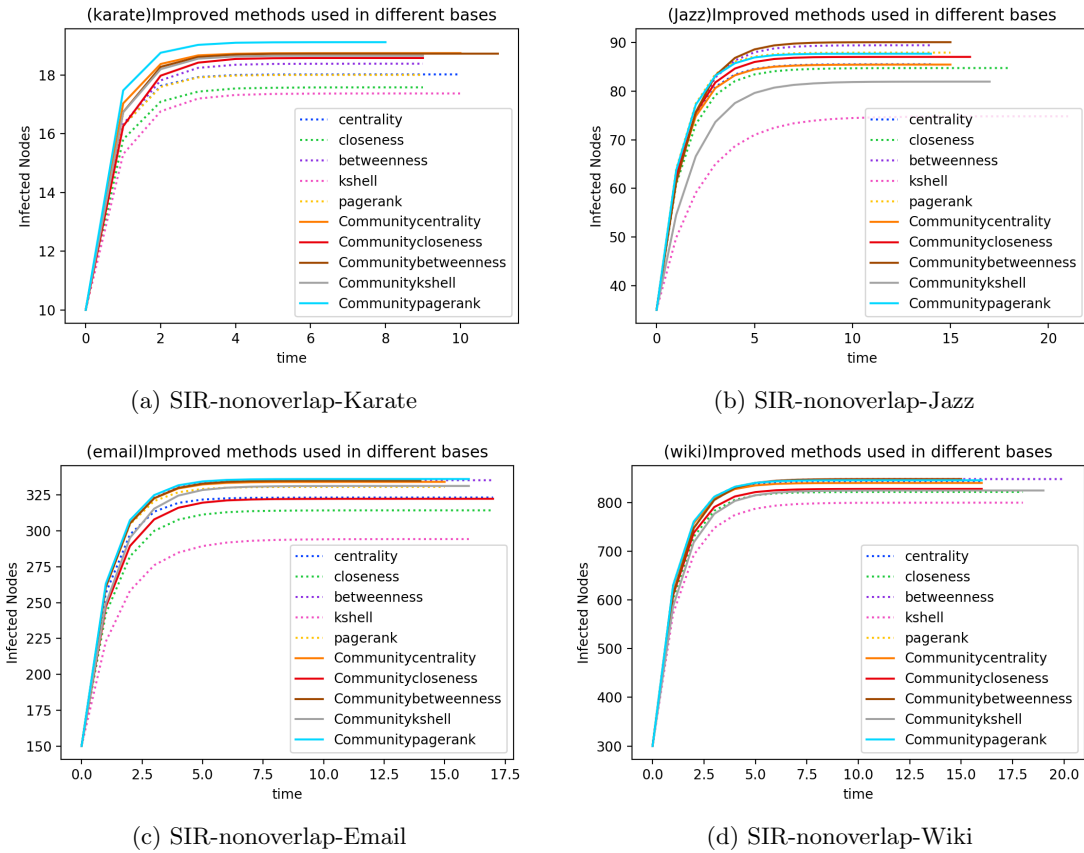 (karate)Improved methods used in different bases
Infected Nodes
18
16
14
12
10
centrality
closeness
betweenness
kshell
pagerank
Communitycentrality
Communitycloseness
Communitybetweenness
Communitykshell
Communitypagerank
0 2 4 6 8 10
time
(a) SIR-nonoverlap-Karate
(Jazz)Improved methods used in different bases
Infected Nodes
90
80
70
60
50
40
centrality
closeness
betweenness
kshell
pagerank
Communitycentrality
Communitycloseness
Communitybetweenness
Communitykshell
Communitypagerank
0 5 10 15 20
time
(b) SIR-nonoverlap-Jazz
(email)Improved methods used in different bases
Infected Nodes
325
300
275
250
225
200
175
150
centrality
closeness
betweenness
kshell
pagerank
Communitycentrality
Communitycloseness
Communitybetweenness
Communitykshell
Communitypagerank
0.0 2.5 5.0 7.5 10.0 12.5 15.0 17.5
time
(c) SIR-nonoverlap-Email
(wiki)Improved methods used in different bases
Infected Nodes
800
700
600
500
400
300
centrality
closeness
betweenness
kshell
pagerank
Communitycentrality
Communitycloseness
Communitybetweenness
Communitykshell
Communitypagerank
0.0 2.5 5.0 7.5 10.0 12.5 15.0 17.5 20.0
time
(d) SIR-nonoverlap-Wiki